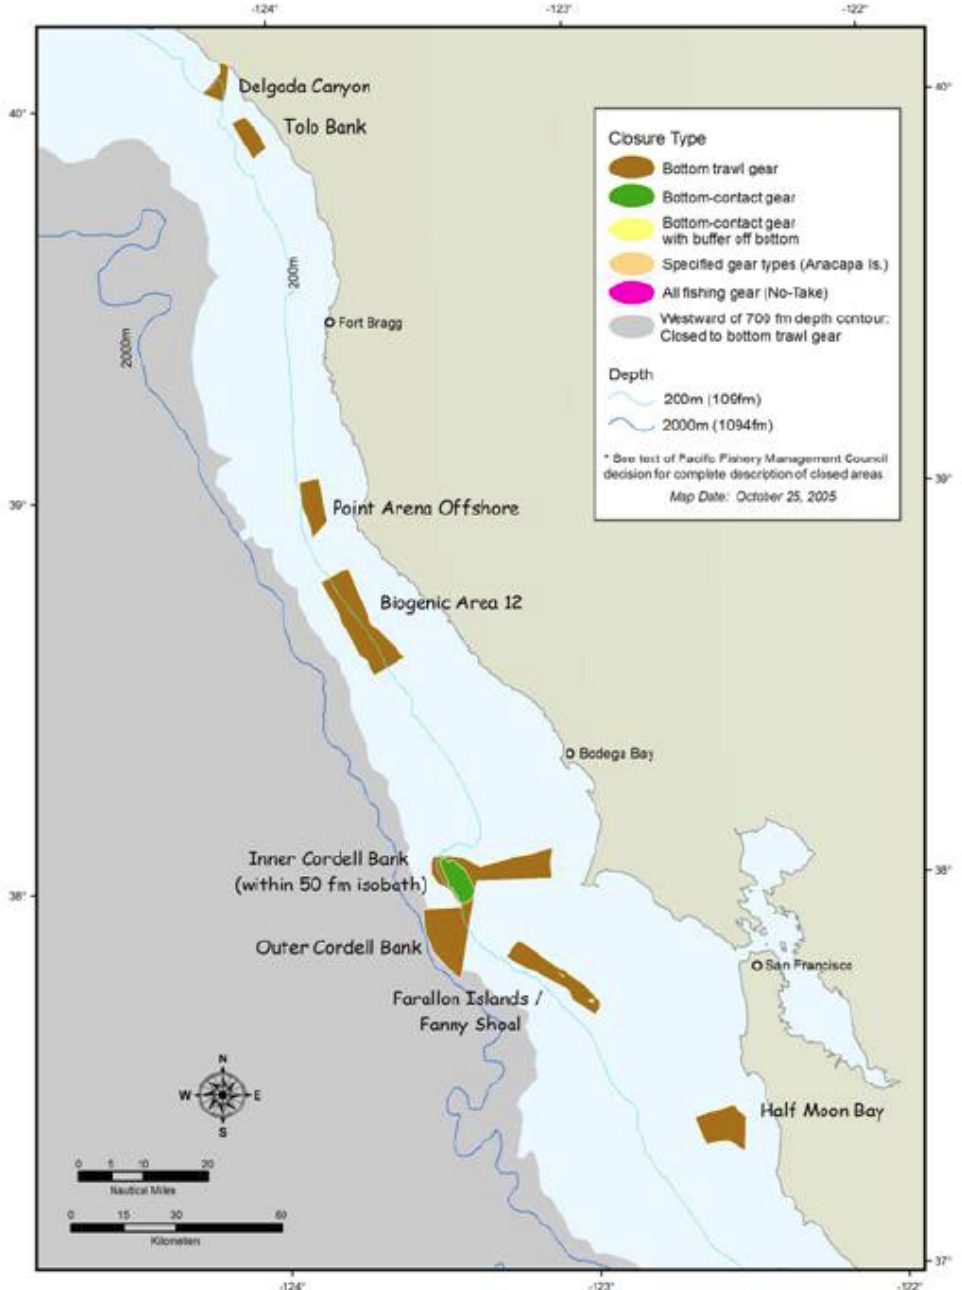 -124°
-123°
-122°
40°
40°
Delgada Canyon
Tolo Bank
Closure Type
Bottom trawl gear
Bottom-contact gear
Bottom-contact gear
with buffer off bottom
Specified gear types (Anacapa Is.)
All fishing gear (No-Take)
Westward of 700 fm depth contour:
Closed to bottom trawl gear
Depth
200m (109fm)
2000m (1094fm)
* See text of Pacific Fishery Management Council
decision for complete description of closed areas
Map Date: October 25, 2005
200m
2000m
Fort Bragg
39°
39°
Point Arena Offshore
Biogenic Area 12
Bodega Bay
Inner Cordell Bank
(within 50 fm isobath)
38°
38°
Outer Cordell Bank
San Francisco
Farallon Islands /
Fanny Shoal
N
W
E
S
Half Moon Bay
0 5 10 20
Nautical Miles
0 15 30 60
Kilometers
37°
-124°
-123°
-122°